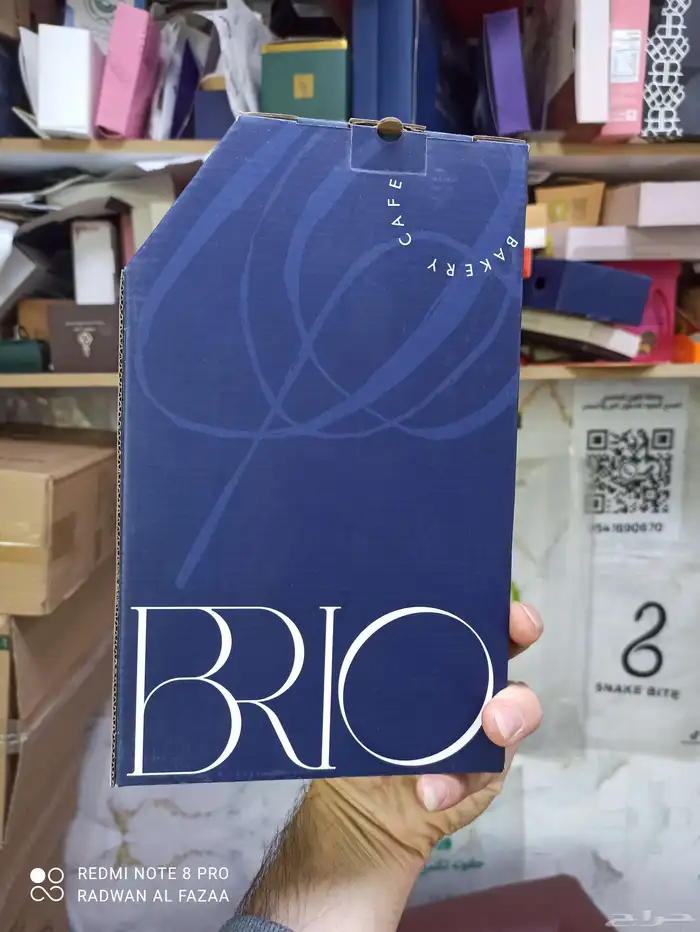 CAFE
BAKERY
BRIO
SNAKE BITE
REDMI NOTE 8 PRO
RADWAN AL FAZAA
حراج